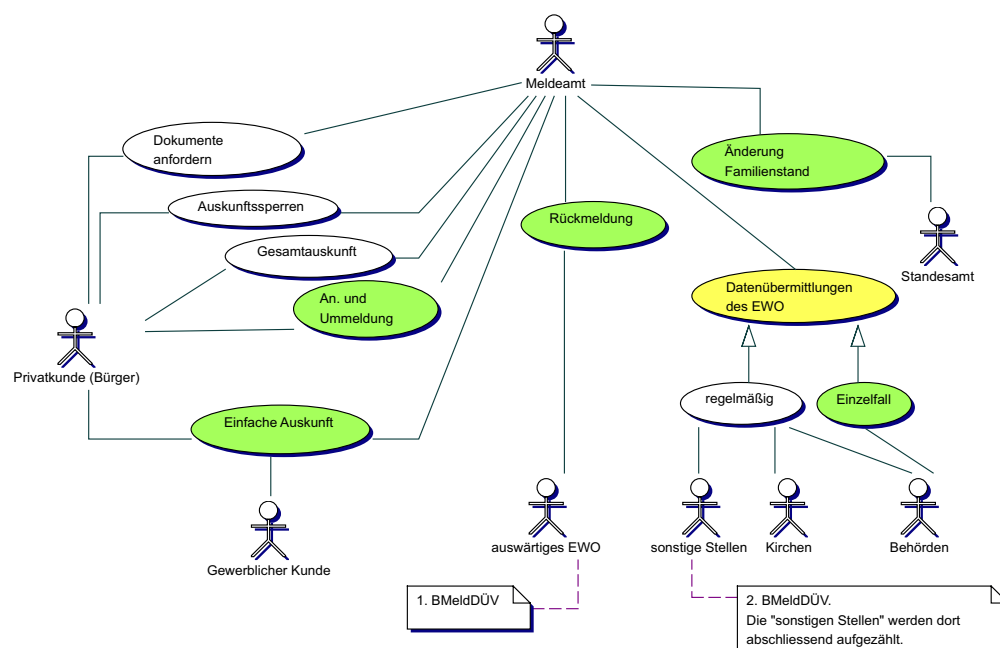 Meldeamt
Dokumente
anfordern
Änderung
Familienstand
Auskunftssperren
Rückmeldung
Gesamtauskunft
Standesamt
An. und
Ummeldung
Datenübermittlungen
des EWO
Privatkunde (Bürger)
regelmäßig
Einzelfall
Einfache Auskunft
auswärtiges EWO
sonstige Stellen
Kirchen
Behörden
Gewerblicher Kunde
1. BMeldDÜV
2. BMeldDÜV.
Die "sonstigen Stellen" werden dort
abschliessend aufgezählt.